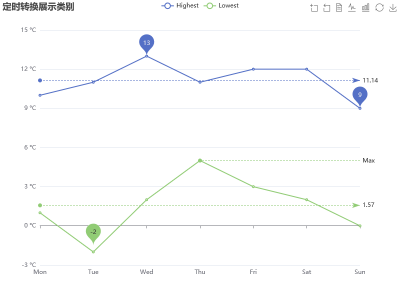 定时转换展示类别
Highest
Lowest
15 °C
12 °C
9 °C
6 °C
3 °C
0 °C
-3 °C
13
11.14
9
Max
1.57
-2
Mon
Tue
Wed
Thu
Fri
Sat
Sun